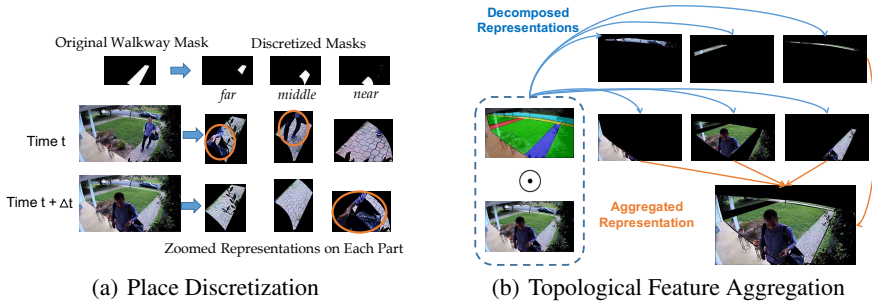 Original Walkway Mask
Discretized Masks
far
middle
near
Time t
Time t + Δt
Zoomed Representations on Each Part
(a) Place Discretization
Decomposed
Representations
Aggregated
Representation
(b) Topological Feature Aggregation